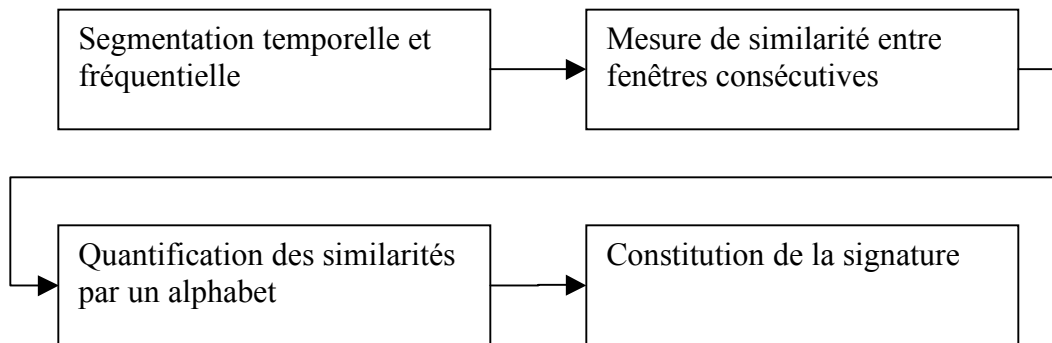 Segmentation temporelle et
fréquentielle
Mesure de similarité entre
fenêtres consécutives
Quantification des similarités
par un alphabet
Constitution de la signature